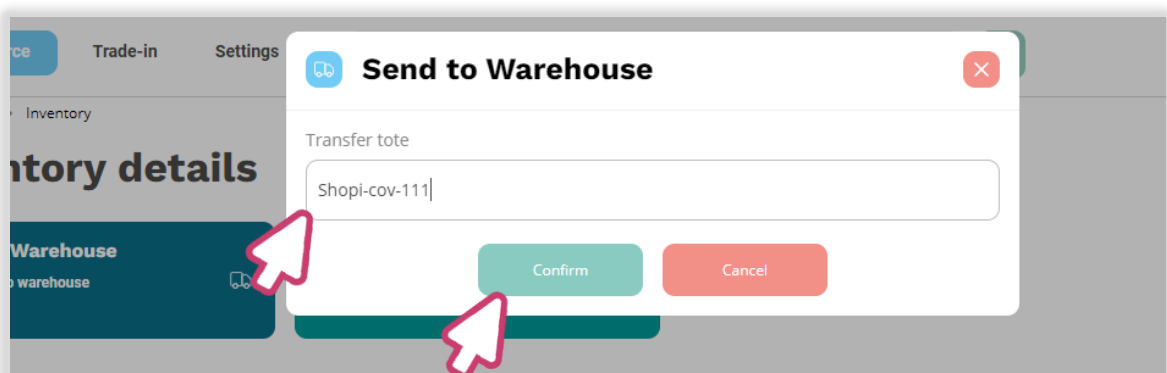 rce Trade-in Settings
Inventory
ntory details
Warehouse
o warehouse
Send to Warehouse
Transfer tote
Shopi-cov-111
Confirm Cancel